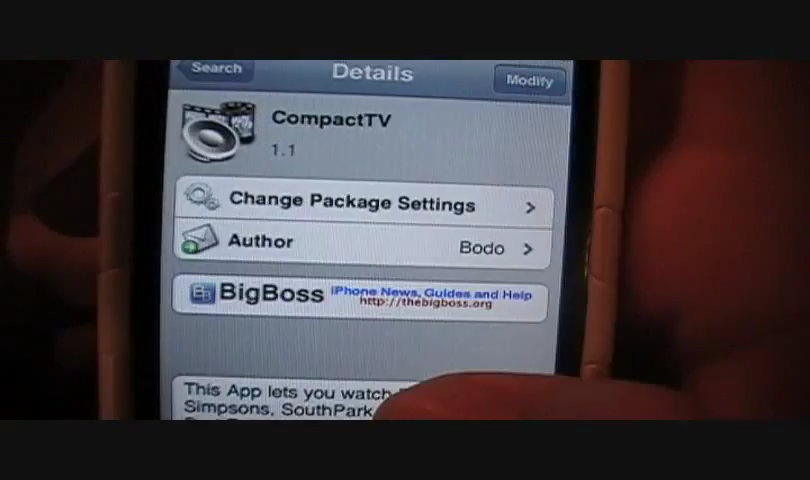 Search
Details
Modify
CompactTV
1.1
Change Package Settings
Author
Bodo
BigBoss
iPhone News, Guides and Help
http://thebigboss.org
This App lets you watch
Simpsons, SouthPark